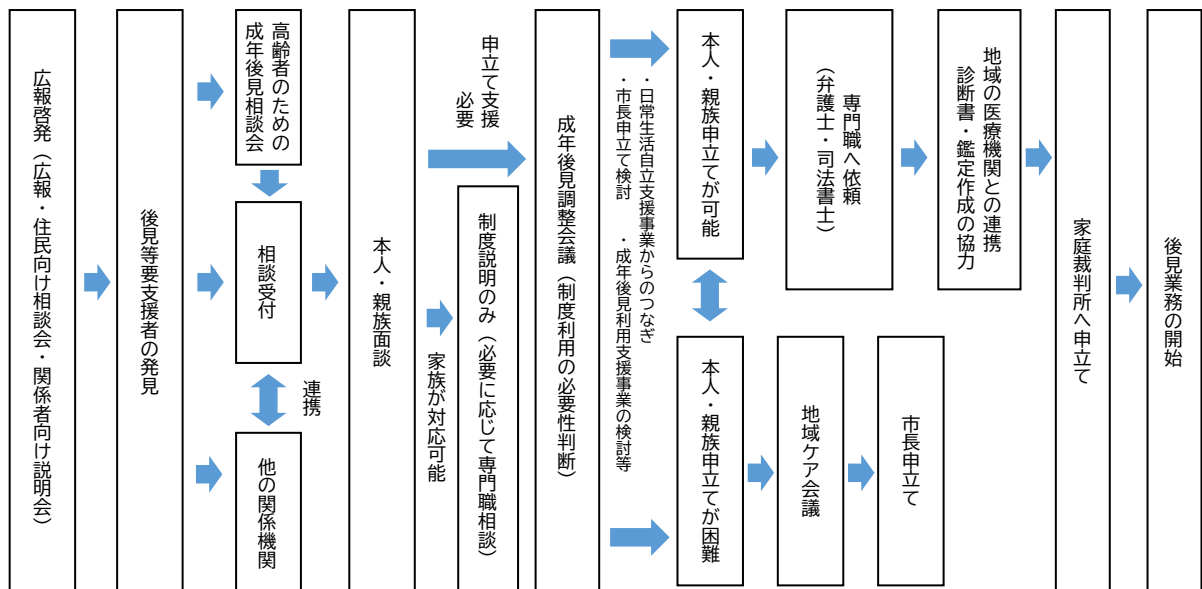 広報啓発（広報・住民向け相談会・関係者向け説明会）
後見等要支援者の発見
高齢者のための
成年後見相談会
相談受付
連携
他の関係機関
本人・親族面談
申立て支援
必要
家族が対応可能
制度説明のみ（必要に応じて専門職相談）
成年後見調整会議（制度利用の必要性判断）
・日常生活自立支援事業からのつなぎ
・市長申立て検討　・成年後見利用支援事業の検討等
本人・親族申立てが可能
専門職へ依頼
（弁護士・司法書士）
地域の医療機関との連携
診断書・鑑定作成の協力
本人・親族申立てが困難
地域ケア会議
市長申立て
家庭裁判所へ申立て
後見業務の開始